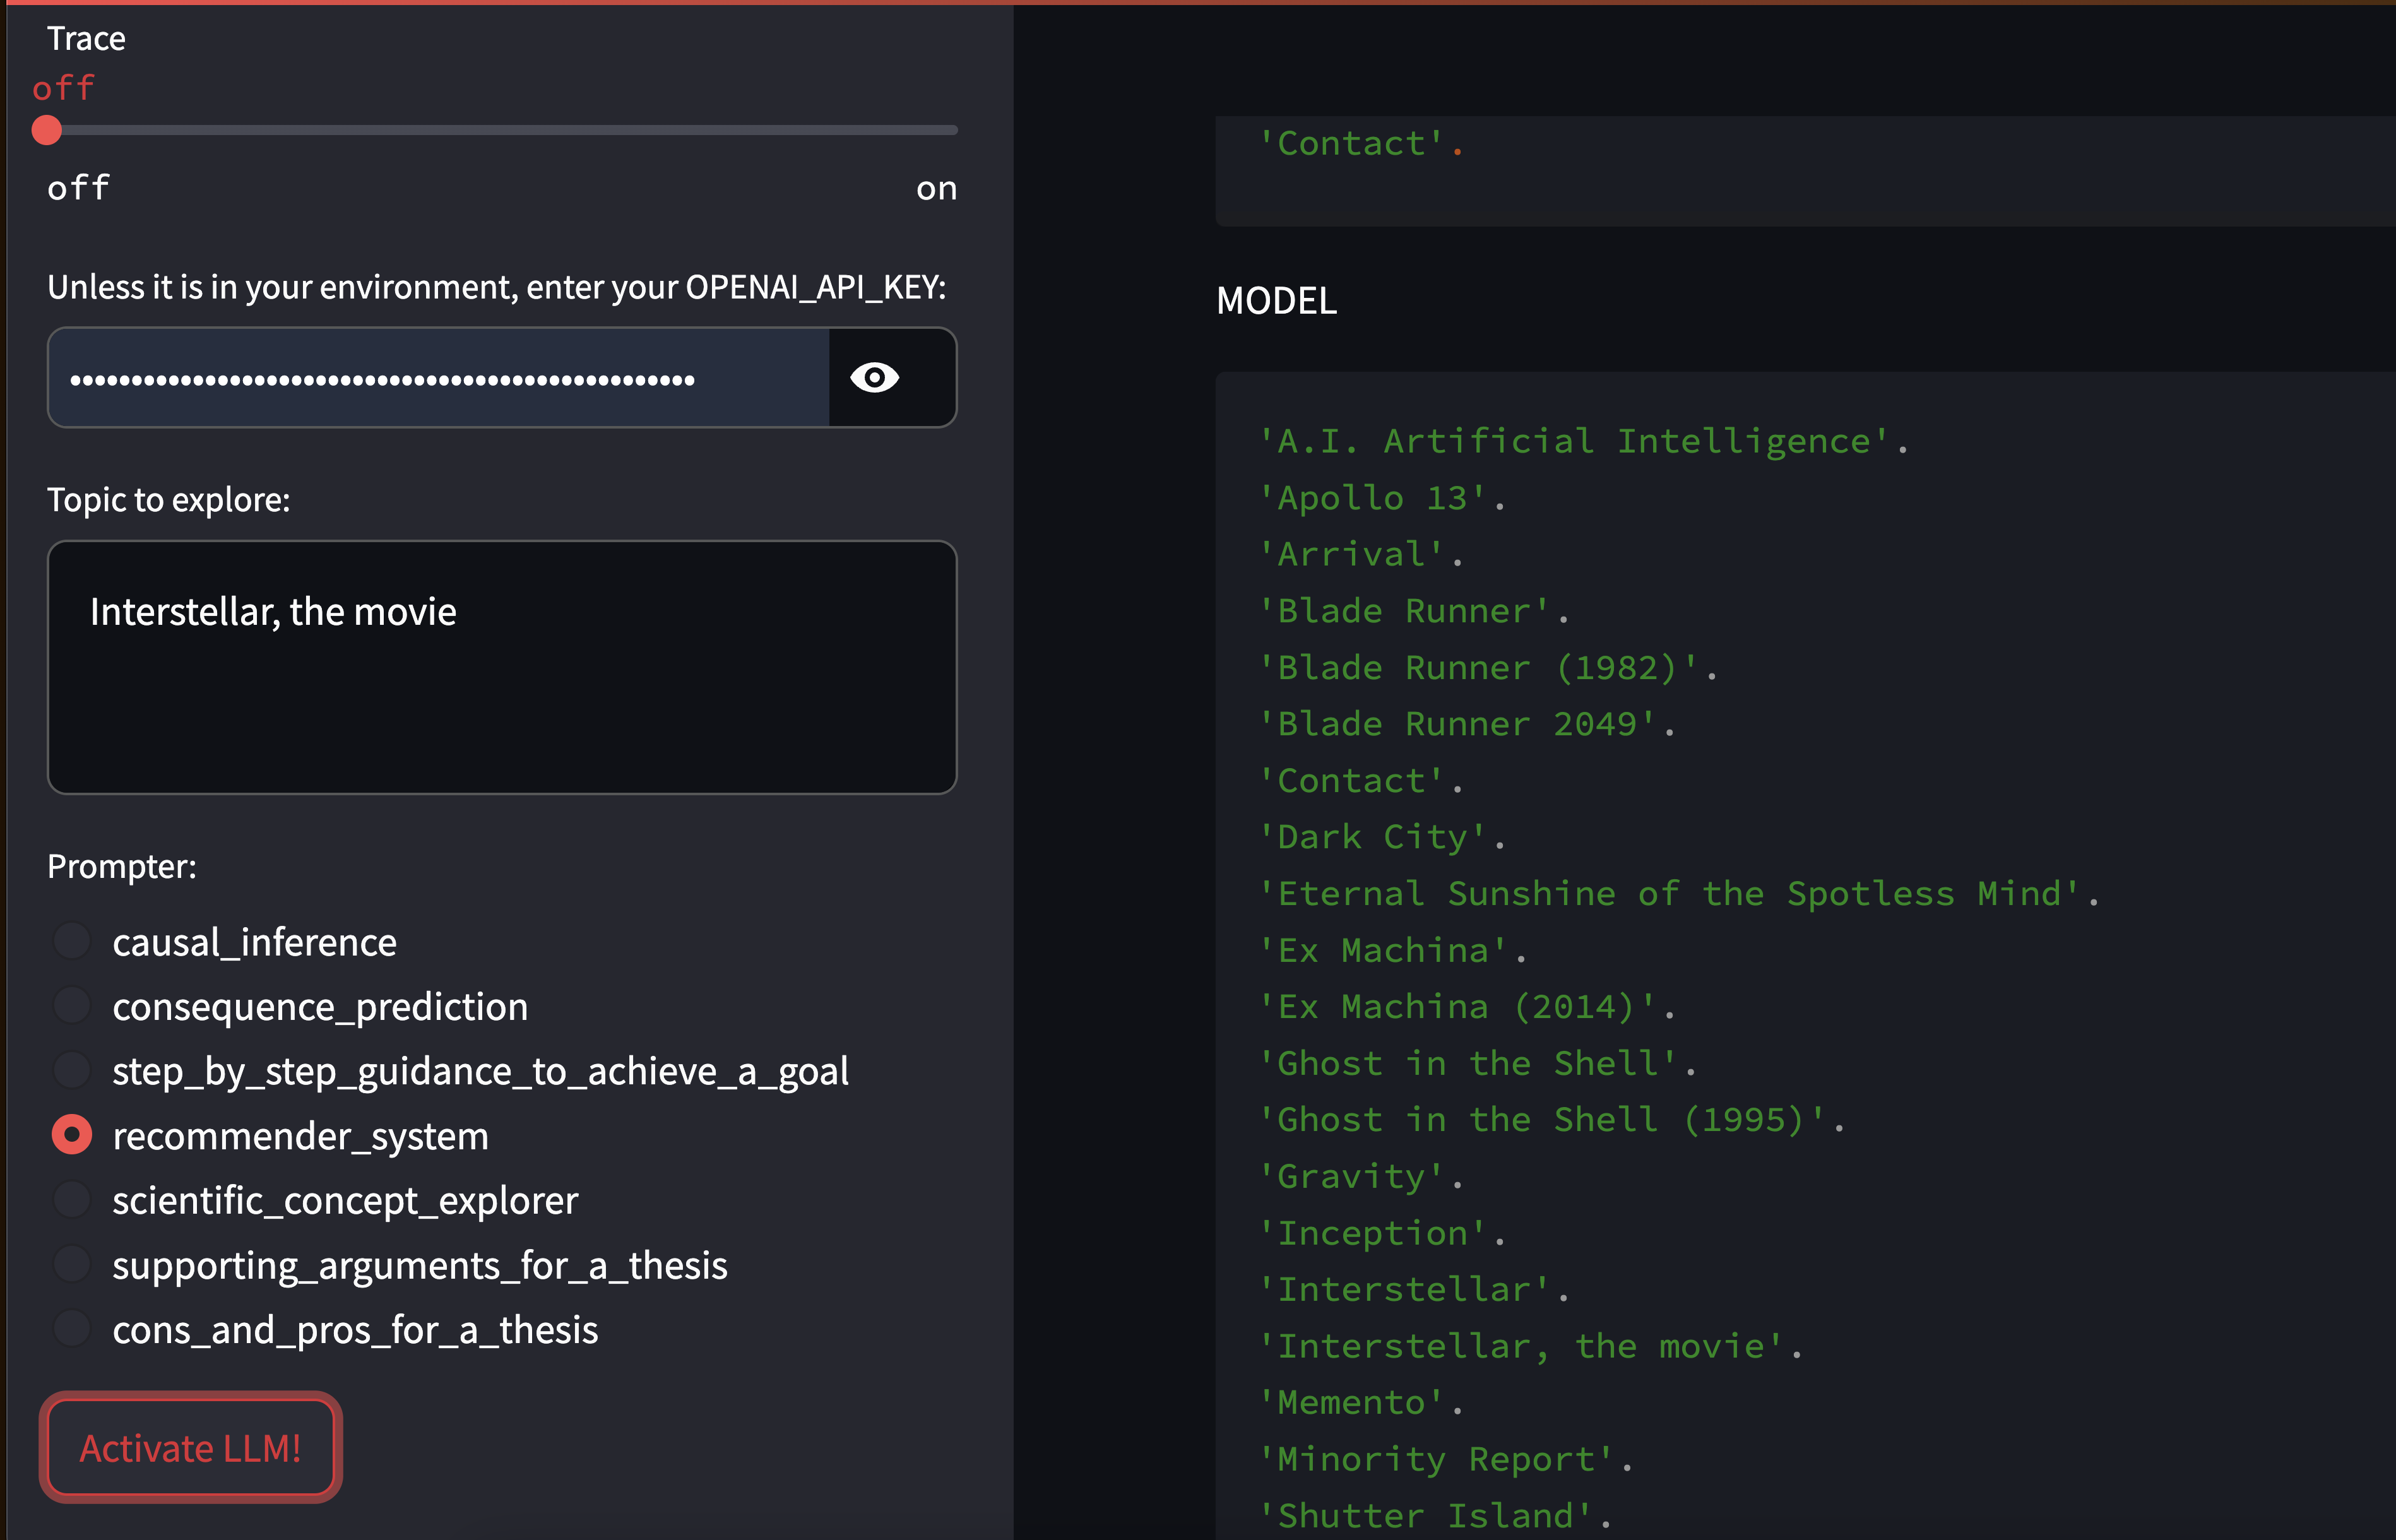 Trace
off
off on
Unless it is in your environment, enter your OPENAI_API_KEY:
Topic to explore:
Interstellar, the movie
Prompter:
causal_inference
consequence_prediction
step_by_step_guidance_to_achieve_a_goal
recommender_system
scientific_concept_explorer
supporting_arguments_for_a_thesis
cons_and_pros_for_a_thesis
Activate LLM!
'Contact'.
MODEL
'A.I. Artificial Intelligence'.
'Apollo 13'.
'Arrival'.
'Blade Runner'.
'Blade Runner (1982)'.
'Blade Runner 2049'.
'Contact'.
'Dark City'.
'Eternal Sunshine of the Spotless Mind'.
'Ex Machina'.
'Ex Machina (2014)'.
'Ghost in the Shell'.
'Ghost in the Shell (1995)'.
'Gravity'.
'Inception'.
'Interstellar'.
'Interstellar, the movie'.
'Memento'.
'Minority Report'.
'Shutter Island'.